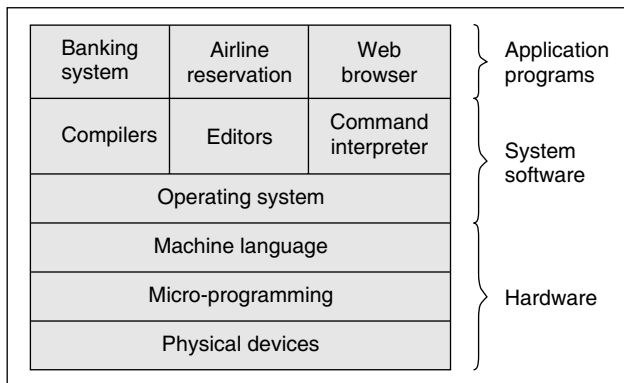 Banking
system
Airline
reservation
Web
browser
Application
programs
Compilers
Editors
Command
interpreter
System
software
Operating system
Machine language
Micro-programming
Hardware
Physical devices